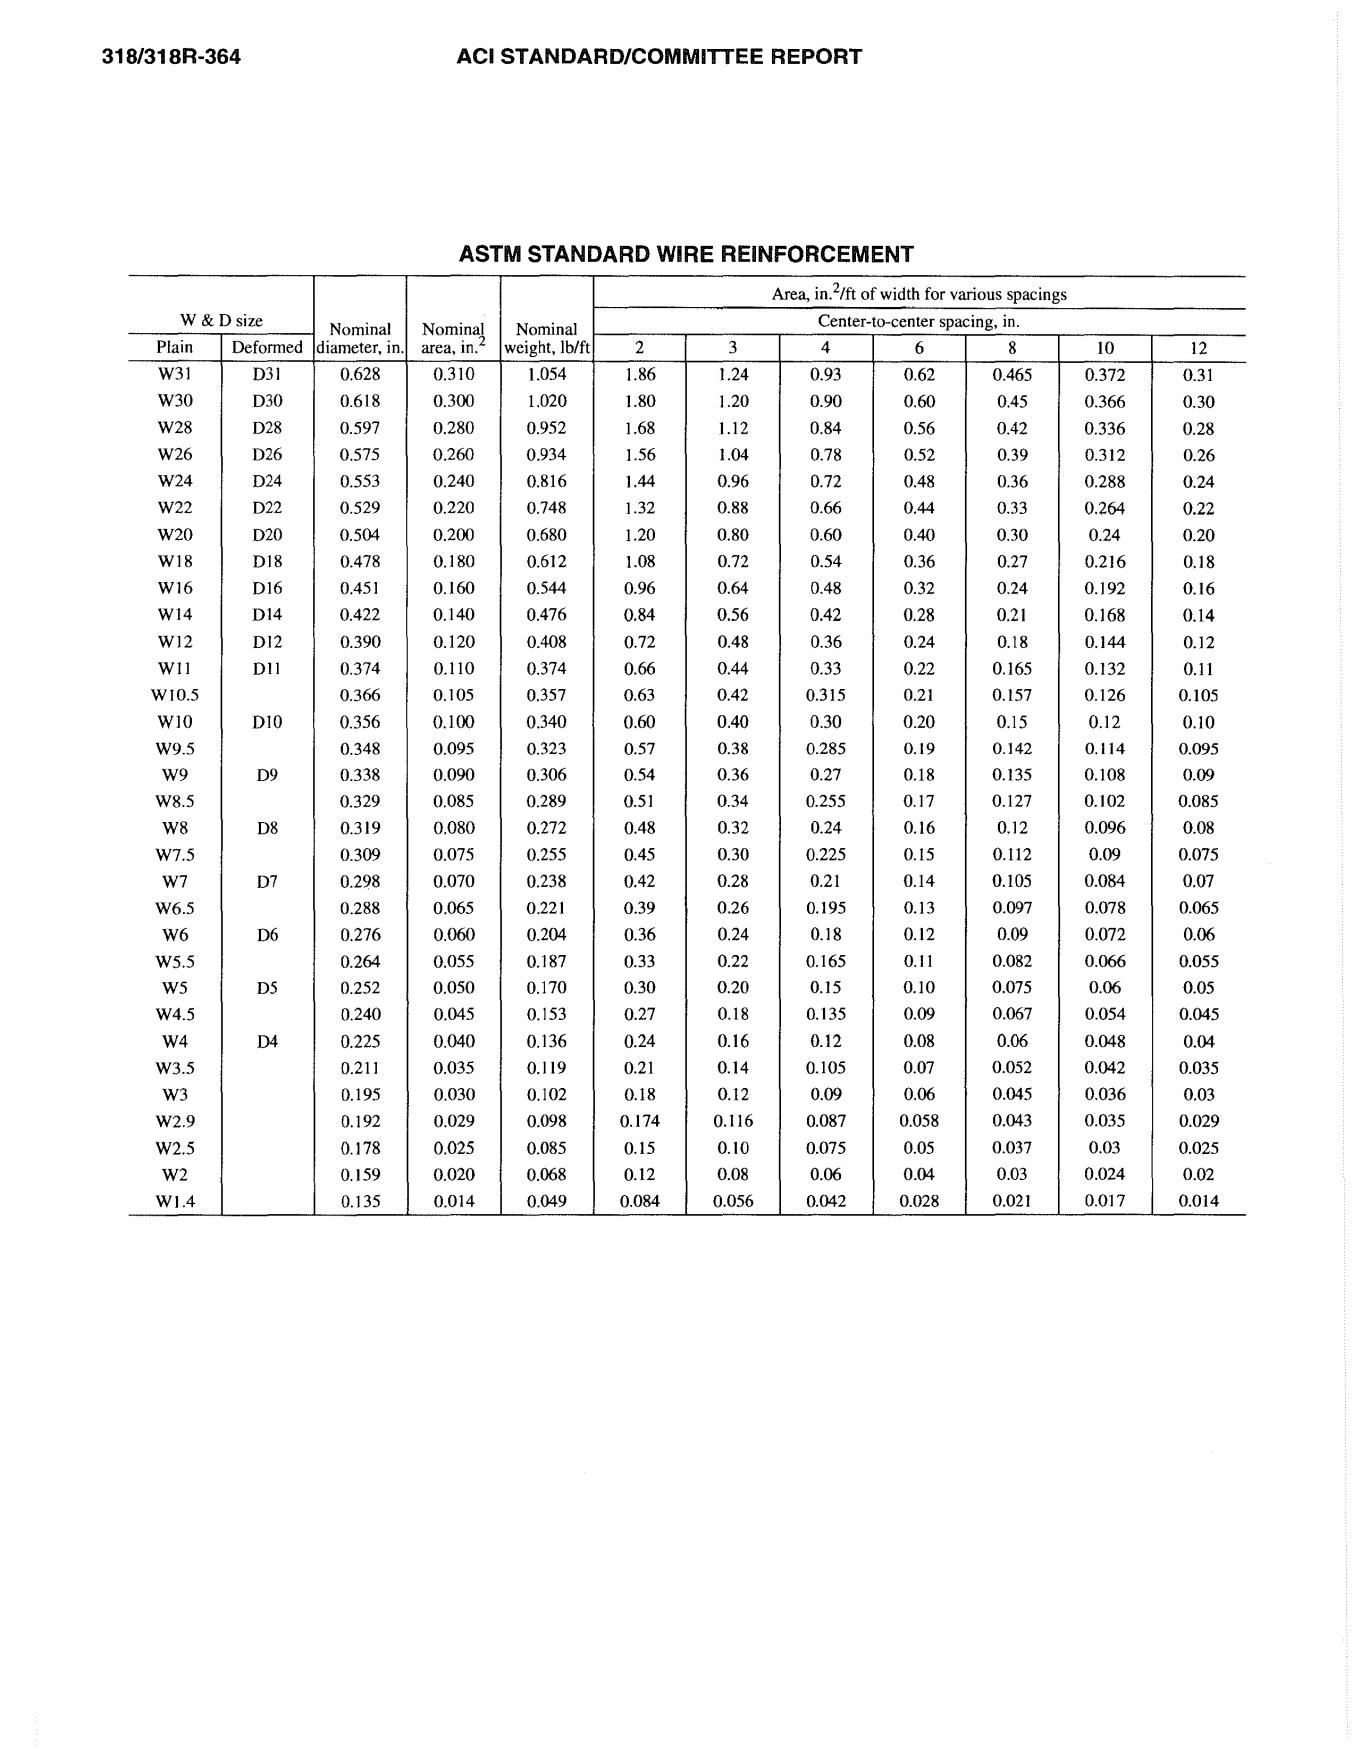 318/318R-364 ACI STANDARD/COMMITTEE REPORT
ASTM STANDARD WIRE REINFORCEMENT
Area, in.2/ft of width for various spacings
W & D size Nominal diameter, in. Nominal area, in.2 Nominal weight, lb/ft Center-to-center spacing, in.
Plain Deformed 2 3 4 6 8 10 12
W31 D31 0.628 0.310 1.054 1.86 1.24 0.93 0.62 0.465 0.372 0.31
W30 D30 0.618 0.300 1.020 1.80 1.20 0.90 0.60 0.45 0.366 0.30
W28 D28 0.597 0.280 0.952 1.68 1.12 0.84 0.56 0.42 0.336 0.28
W26 D26 0.575 0.260 0.934 1.56 1.04 0.78 0.52 0.39 0.312 0.26
W24 D24 0.553 0.240 0.816 1.44 0.96 0.72 0.48 0.36 0.288 0.24
W22 D22 0.529 0.220 0.748 1.32 0.88 0.66 0.44 0.33 0.264 0.22
W20 D20 0.504 0.200 0.680 1.20 0.80 0.60 0.40 0.30 0.24 0.20
W18 D18 0.478 0.180 0.612 1.08 0.72 0.54 0.36 0.27 0.216 0.18
W16 D16 0.451 0.160 0.544 0.96 0.64 0.48 0.32 0.24 0.192 0.16
W14 D14 0.422 0.140 0.476 0.84 0.56 0.42 0.28 0.21 0.168 0.14
W12 D12 0.390 0.120 0.408 0.72 0.48 0.36 0.24 0.18 0.144 0.12
W11 D11 0.374 0.110 0.374 0.66 0.44 0.33 0.22 0.165 0.132 0.11
W10.5 0.366 0.105 0.357 0.63 0.42 0.315 0.21 0.157 0.126 0.105
W10 D10 0.356 0.100 0.340 0.60 0.40 0.30 0.20 0.15 0.12 0.10
W9.5 0.348 0.095 0.323 0.57 0.38 0.285 0.19 0.142 0.114 0.095
W9 D9 0.338 0.090 0.306 0.54 0.36 0.27 0.18 0.135 0.108 0.09
W8.5 0.329 0.085 0.289 0.51 0.34 0.255 0.17 0.127 0.102 0.085
W8 D8 0.319 0.080 0.272 0.48 0.32 0.24 0.16 0.12 0.096 0.08
W7.5 0.309 0.075 0.255 0.45 0.30 0.225 0.15 0.112 0.09 0.075
W7 D7 0.298 0.070 0.238 0.42 0.28 0.21 0.14 0.105 0.084 0.07
W6.5 0.288 0.065 0.221 0.39 0.26 0.195 0.13 0.097 0.078 0.065
W6 D6 0.276 0.060 0.204 0.36 0.24 0.18 0.12 0.09 0.072 0.06
W5.5 0.264 0.055 0.187 0.33 0.22 0.165 0.11 0.082 0.066 0.055
W5 D5 0.252 0.050 0.170 0.30 0.20 0.15 0.10 0.075 0.06 0.05
W4.5 0.240 0.045 0.153 0.27 0.18 0.135 0.09 0.067 0.054 0.045
W4 D4 0.225 0.040 0.136 0.24 0.16 0.12 0.08 0.06 0.048 0.04
W3.5 0.211 0.035 0.119 0.21 0.14 0.105 0.07 0.052 0.042 0.035
W3 0.195 0.030 0.102 0.18 0.12 0.09 0.06 0.045 0.036 0.03
W2.9 0.192 0.029 0.098 0.174 0.116 0.087 0.058 0.043 0.035 0.029
W2.5 0.178 0.025 0.085 0.15 0.10 0.075 0.05 0.037 0.03 0.025
W2 0.159 0.020 0.068 0.12 0.08 0.06 0.04 0.03 0.024 0.02
W1.4 0.135 0.014 0.049 0.084 0.056 0.042 0.028 0.021 0.017 0.014